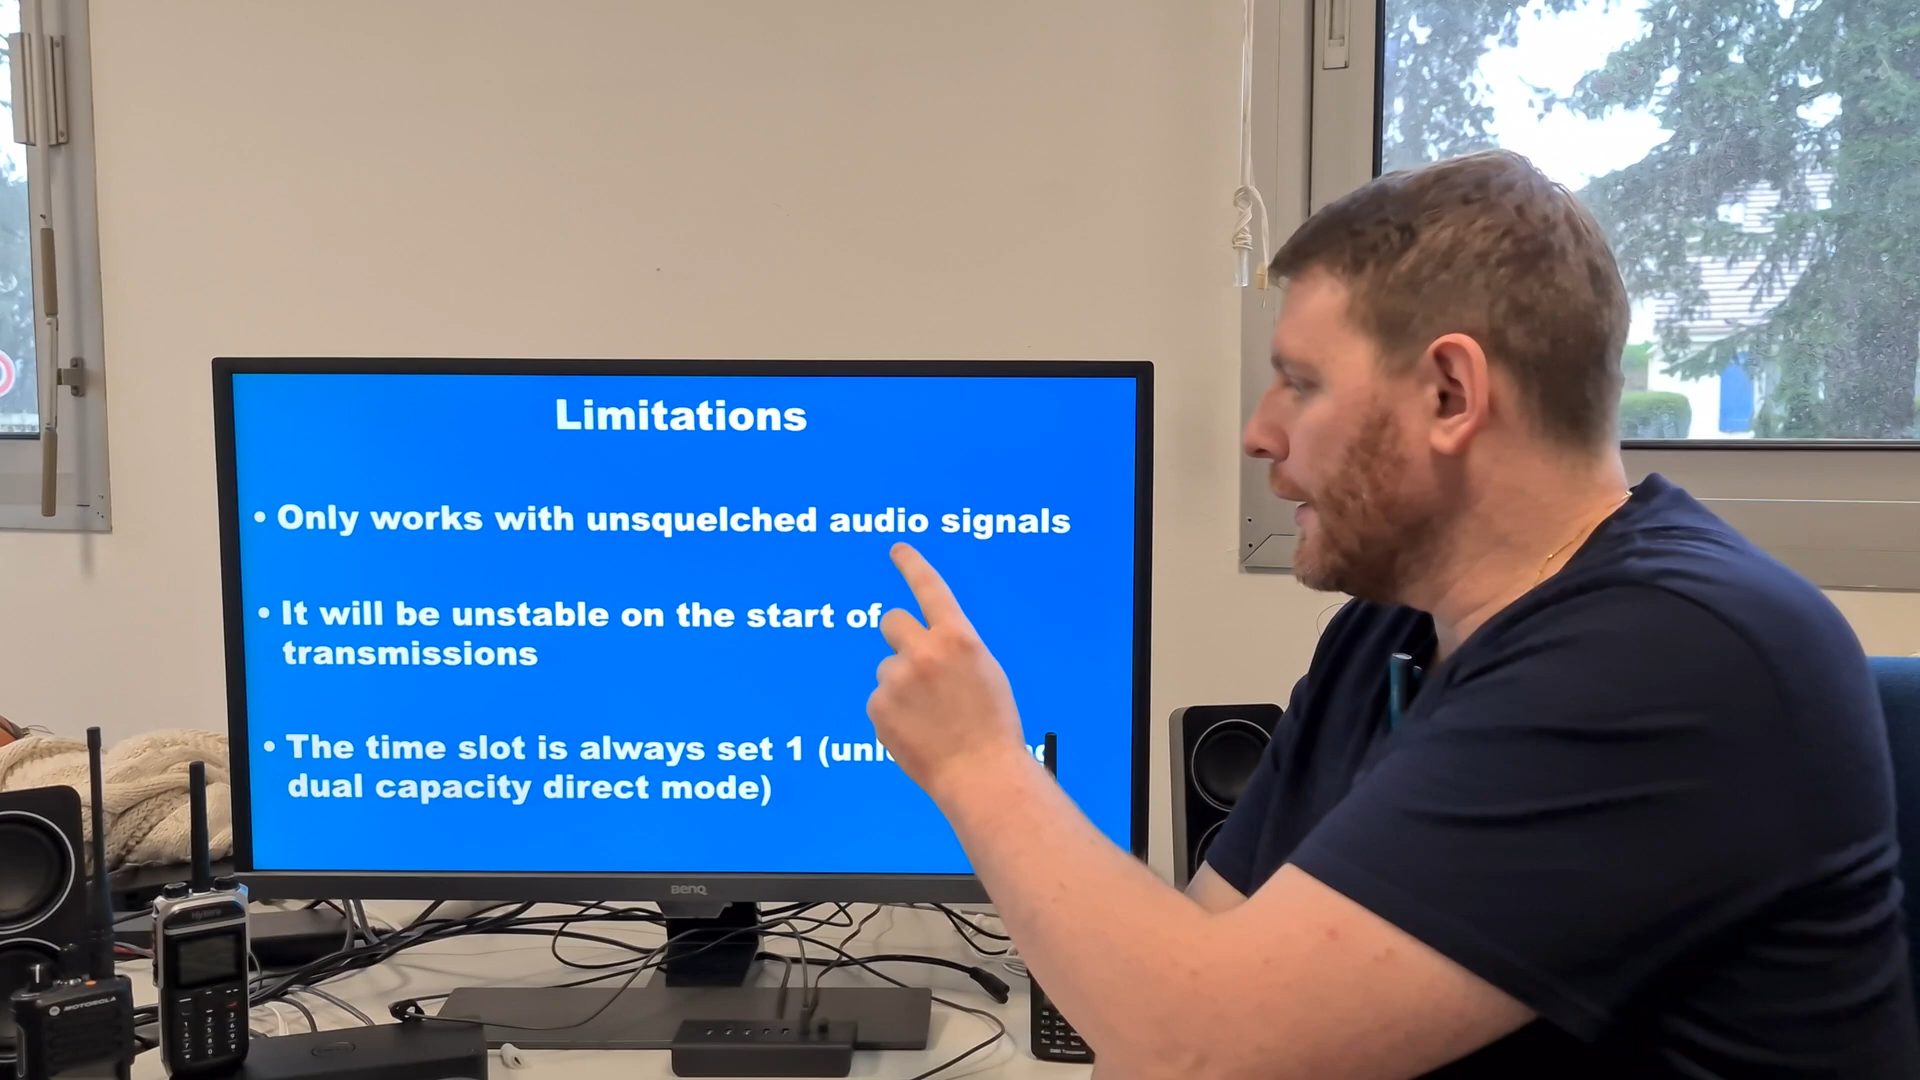 Limitations
• Only works with unsquelched audio signals
• It will be unstable on the start of
transmissions
• The time slot is always set 1 (
dual capacity direct mode)
BenQ
Hytera
MOTOROLA